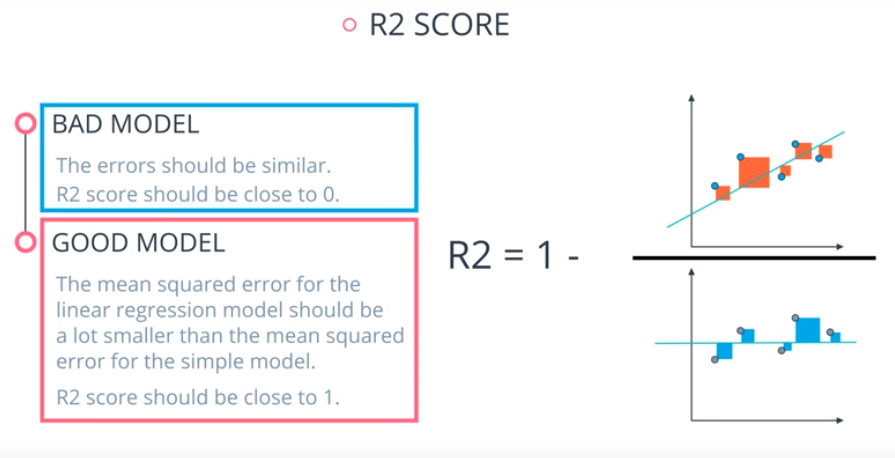 R2 SCORE
BAD MODEL
The errors should be similar.
R2 score should be close to 0.
GOOD MODEL
The mean squared error for the
linear regression model should be
a lot smaller than the mean squared
error for the simple model.
R2 score should be close to 1.
R2 = 1 -